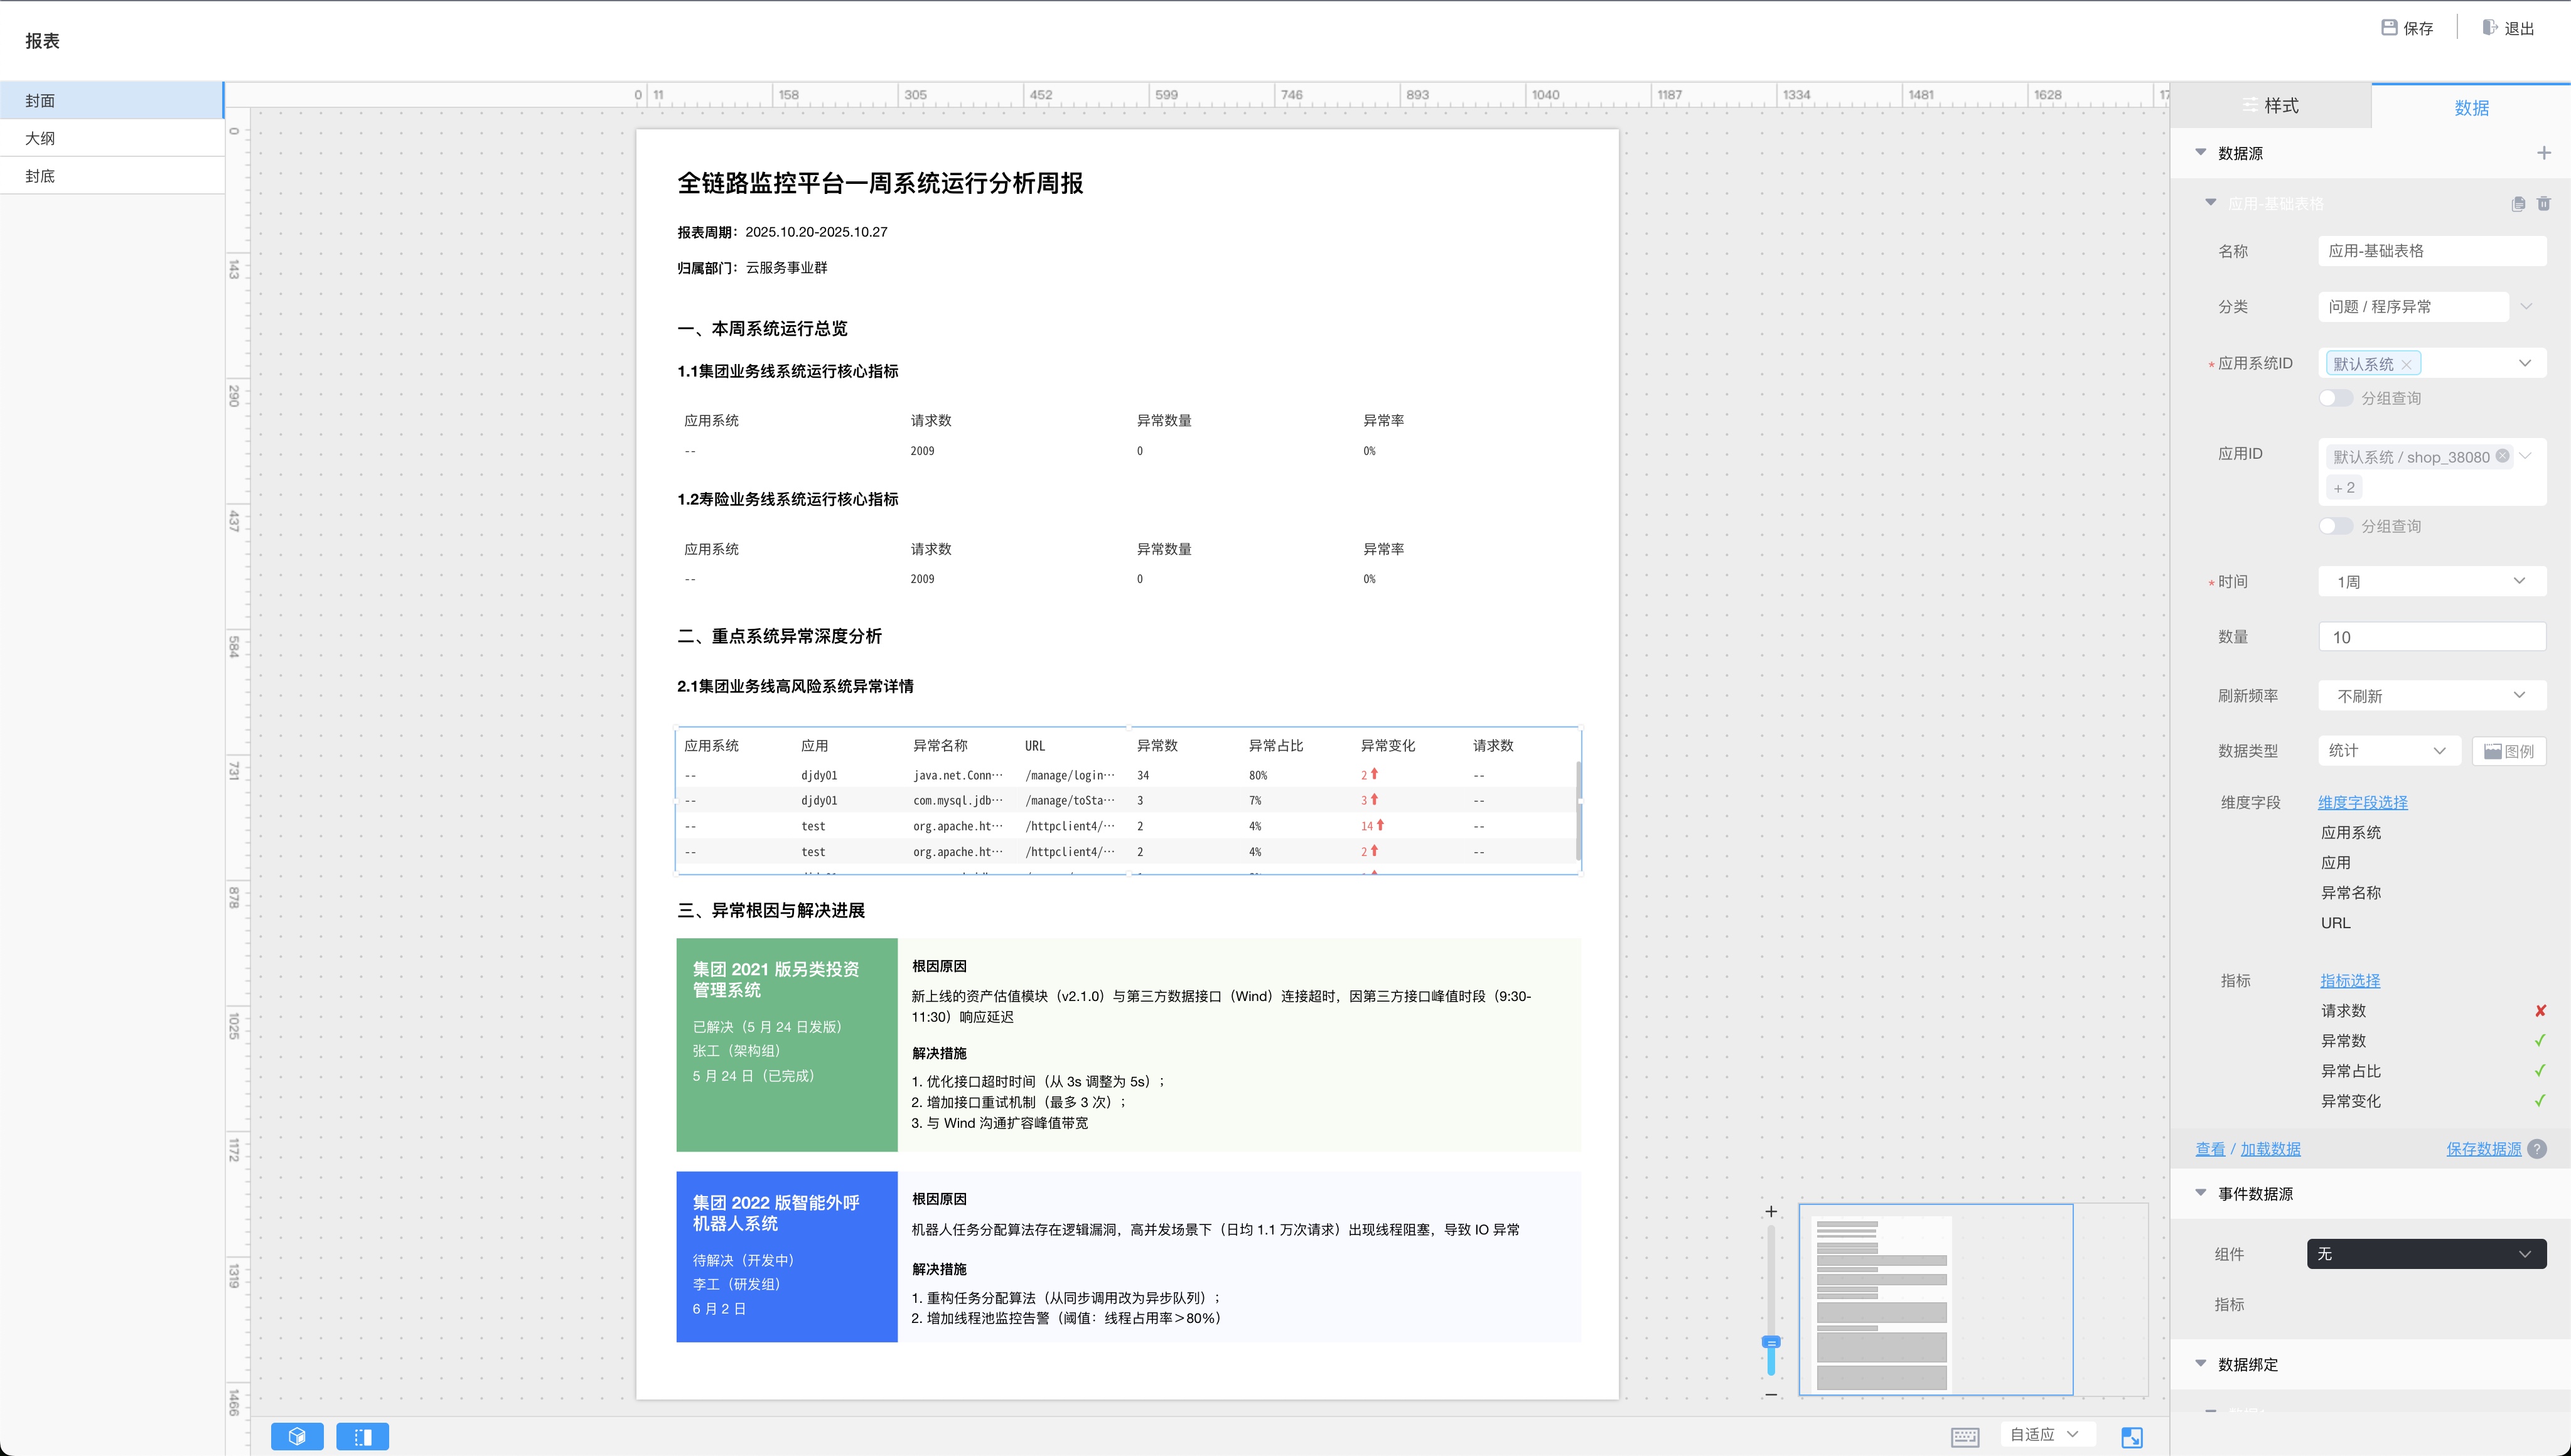 报表
保存
退出
封面
大纲
封底
0 11 158 305 452 599 746 893 1040 1187 1334 1481 1628 17
0
143
290
437
584
731
878
1025
1172
1319
1466
全链路监控平台一周系统运行分析周报
报表周期：2025.10.20-2025.10.27
归属部门：云服务事业群
一、本周系统运行总览
1.1集团业务线系统运行核心指标
应用系统 请求数 异常数量 异常率
-- 2009 0 0%
1.2寿险业务线系统运行核心指标
应用系统 请求数 异常数量 异常率
-- 2009 0 0%
二、重点系统异常深度分析
2.1集团业务线高风险系统异常详情
应用系统 应用 异常名称 URL 异常数 异常占比 异常变化 请求数
-- djdy01 java.net.Conn··· /manage/login··· 34 80% 2 --
-- djdy01 com.mysql.jdb··· /manage/toSta··· 3 7% 3 --
-- test org.apache.ht··· /httpclient4/··· 2 4% 14 --
-- test org.apache.ht··· /httpclient4/··· 2 4% 2 --
三、异常根因与解决进展
集团 2021 版另类投资
管理系统
已解决（5 月 24 日发版）
张工（架构组）
5 月 24 日（已完成）
根因原因
新上线的资产估值模块（v2.1.0）与第三方数据接口（Wind）连接超时，因第三方接口峰值时段（9:30-
11:30）响应延迟
解决措施
1. 优化接口超时时间（从 3s 调整为 5s）；
2. 增加接口重试机制（最多 3 次）；
3. 与 Wind 沟通扩容峰值带宽
集团 2022 版智能外呼
机器人系统
待解决（开发中）
李工（研发组）
6 月 2 日
根因原因
机器人任务分配算法存在逻辑漏洞，高并发场景下（日均 1.1 万次请求）出现线程阻塞，导致 IO 异常
解决措施
1. 重构任务分配算法（从同步调用改为异步队列）；
2. 增加线程池监控告警（阈值：线程占用率＞80%）
自适应
样式
数据
数据源
应用-基础表格
名称 应用-基础表格
分类 问题 / 程序异常
* 应用系统ID 默认系统
分组查询
应用ID 默认系统 / shop_38080
+ 2
分组查询
* 时间 1周
数量 10
刷新频率 不刷新
数据类型 统计 图例
维度字段 维度字段选择
应用系统
应用
异常名称
URL
指标 指标选择
请求数
异常数
异常占比
异常变化
查看 / 加载数据 保存数据源 ?
事件数据源
组件 无
指标
数据绑定